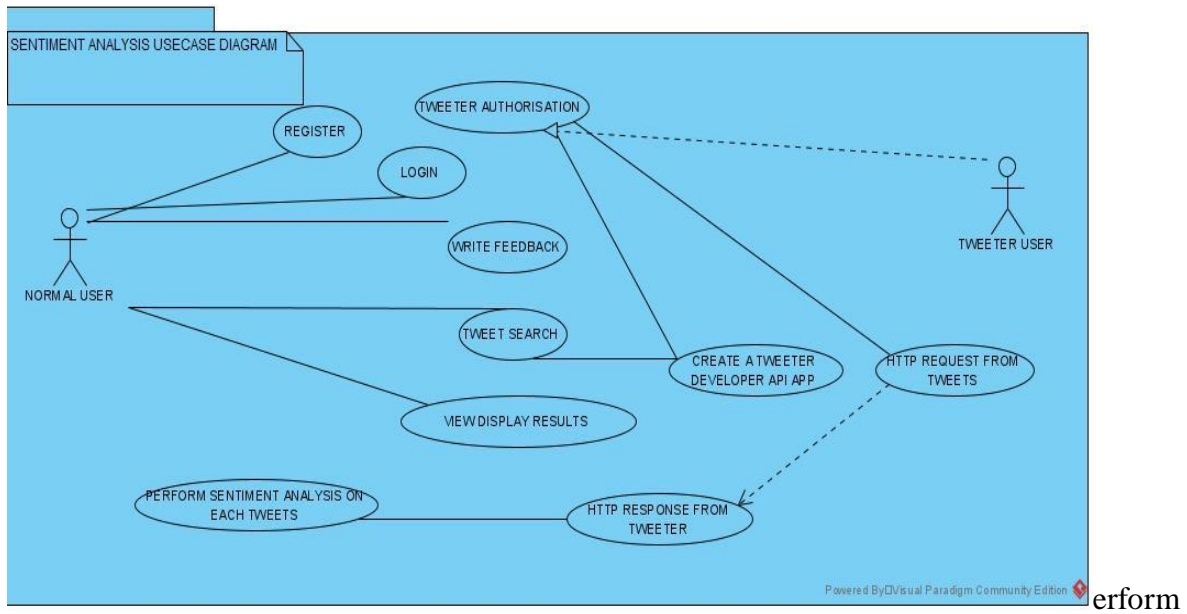 SENTIMENT ANALYSIS USECASE DIAGRAM
TWEETER AUTHORISATION
REGISTER
LOGIN
TWEETER USER
WRITE FEEDBACK
NORMAL USER
TWEET SEARCH
CREATE A TWEETER
DEVELOPER API APP
HTTP REQUEST FROM
TWEETS
VIEW DISPLAY RESULTS
PERFORM SENTIMENT ANALYSIS ON
EACH TWEETS
HTTP RESPONSE FROM
TWEETER
Powered By Visual Paradigm Community Edition
erform